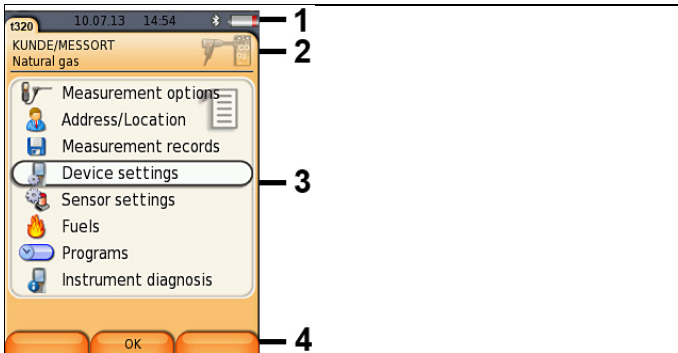 t320 10.07.13 14:54 1
KUNDE/MESSORT 2
Natural gas
Measurement options
Address/Location
Measurement records
Device settings 3
Sensor settings
Fuels
Programs
Instrument diagnosis
OK 4